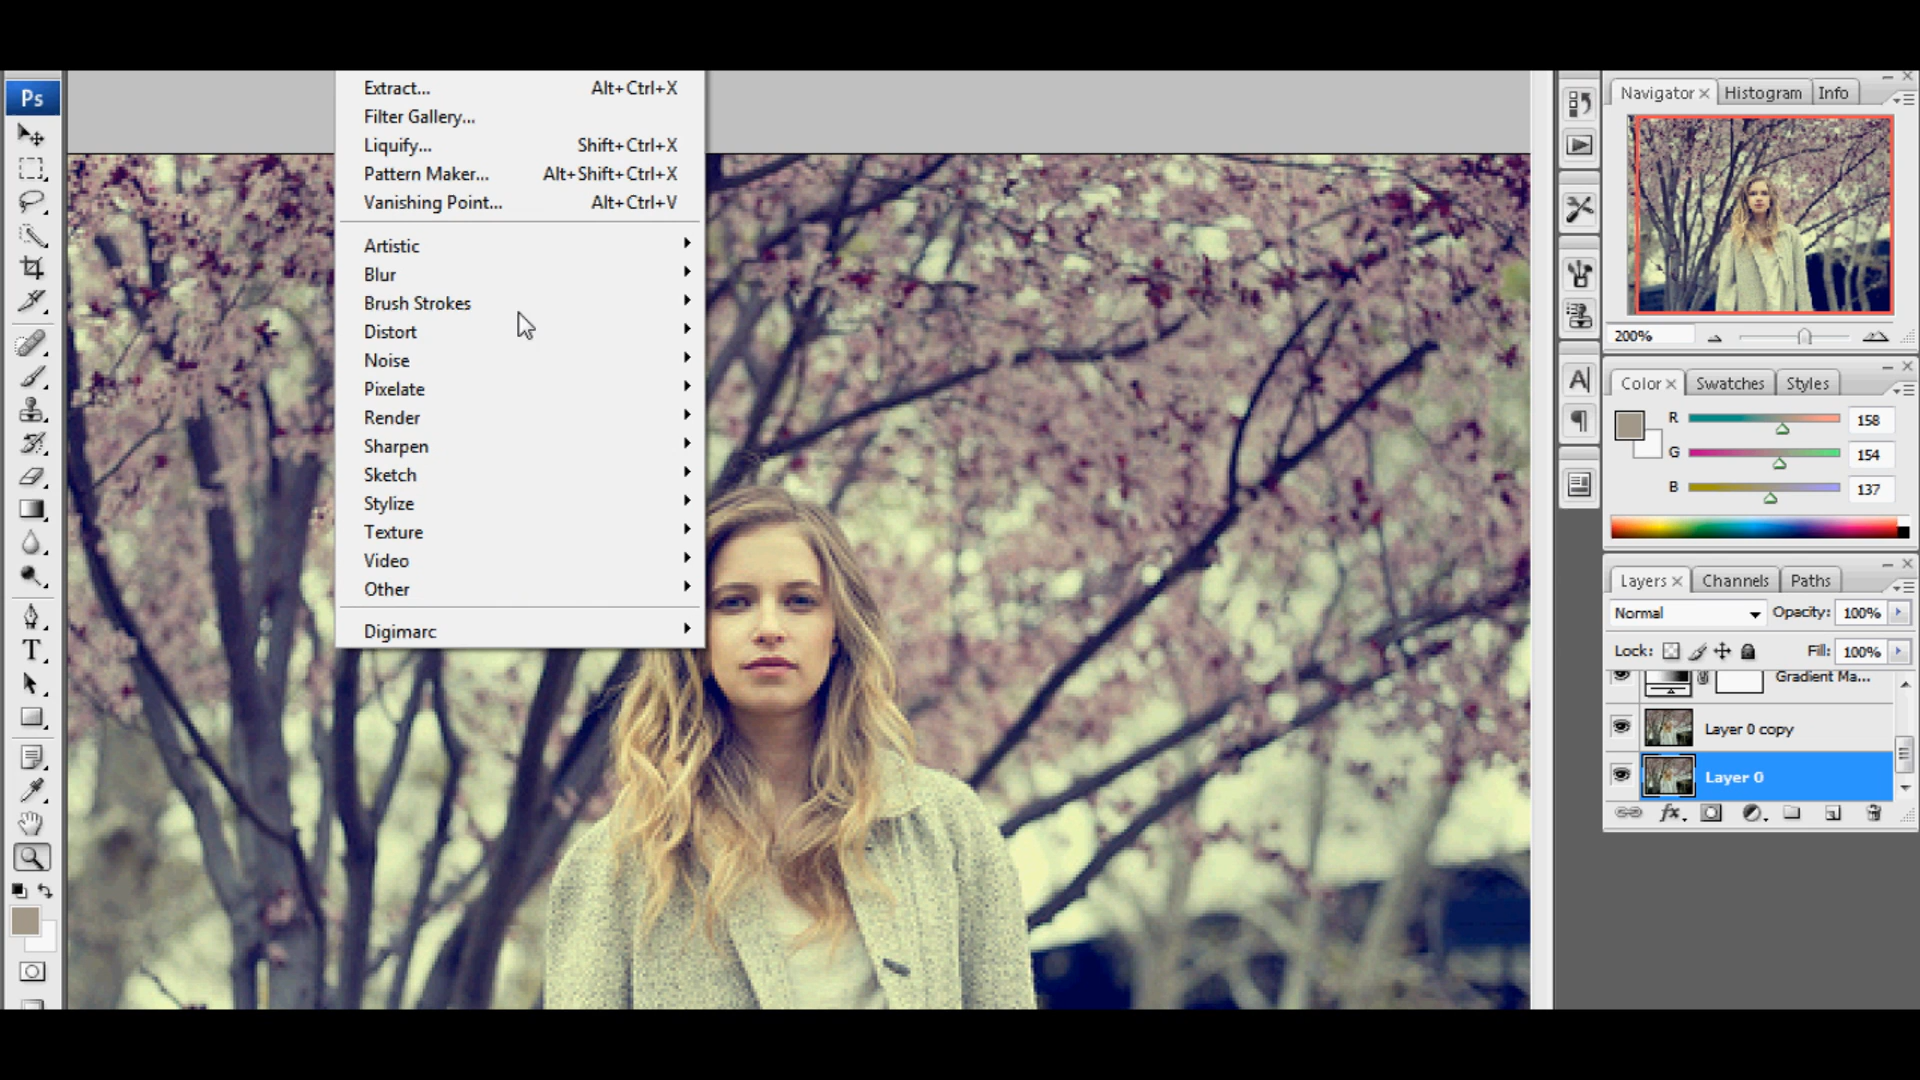 Ps
Extract... Alt+Ctrl+X
Filter Gallery...
Liquify... Shift+Ctrl+X
Pattern Maker... Alt+Shift+Ctrl+X
Vanishing Point... Alt+Ctrl+V
Artistic
Blur
Brush Strokes
Distort
Noise
Pixelate
Render
Sharpen
Sketch
Stylize
Texture
Video
Other
Digimarc
Navigator Histogram Info
200%
Color Swatches Styles
R 158
G 154
B 137
Layers Channels Paths
Normal Opacity: 100%
Lock: Fill: 100%
Gradient Ma...
Layer 0 copy
Layer 0